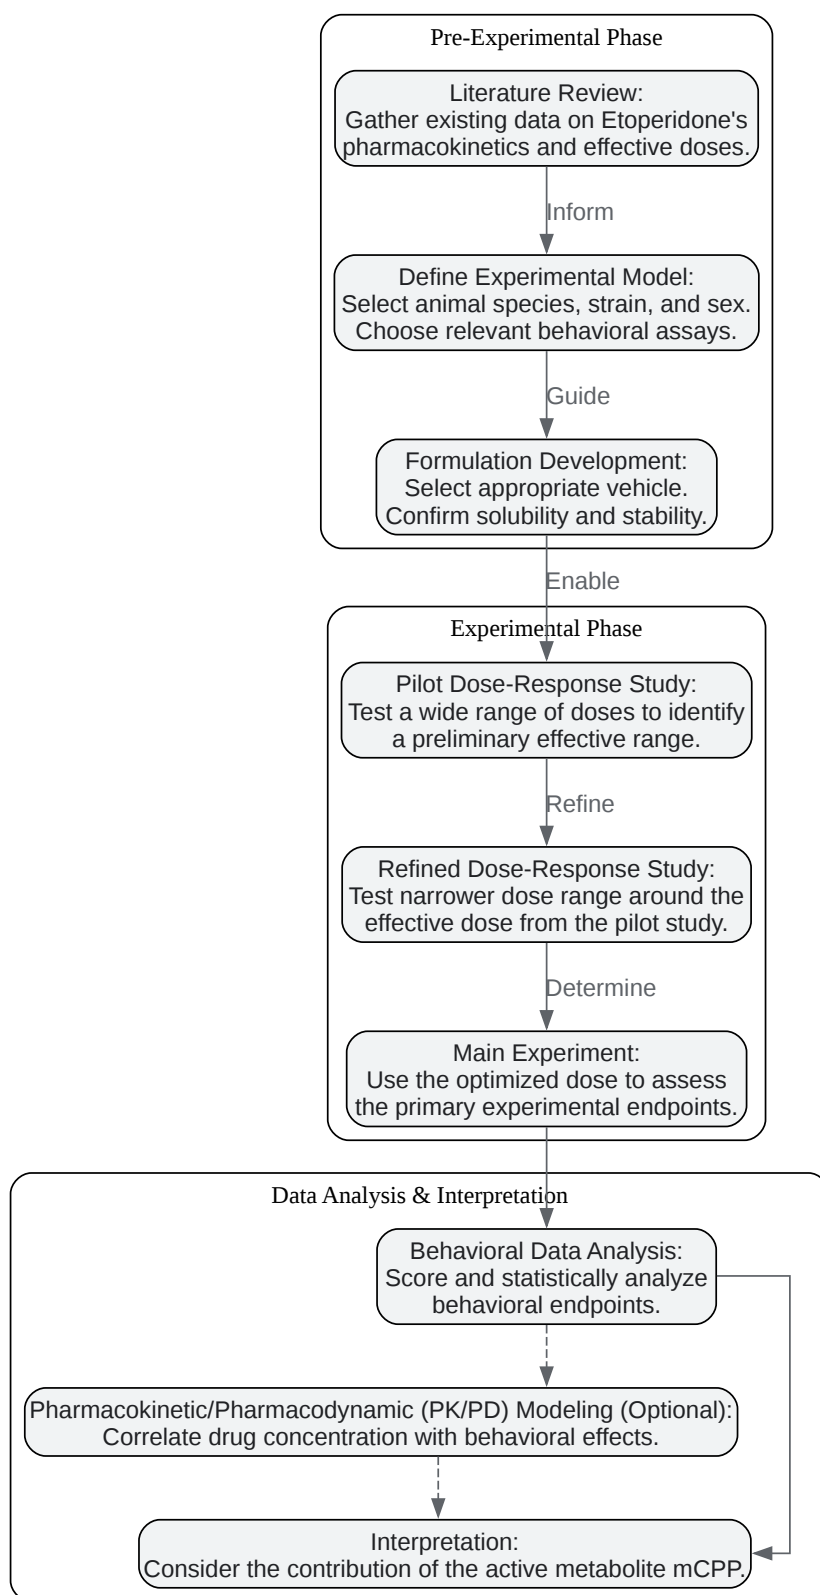 Pre-Experimental Phase
Literature Review:
Gather existing data on Etoperidone's
pharmacokinetics and effective doses.
Inform
Define Experimental Model:
Select animal species, strain, and sex.
Choose relevant behavioral assays.
Guide
Formulation Development:
Select appropriate vehicle.
Confirm solubility and stability.
Enable
Experimental Phase
Pilot Dose-Response Study:
Test a wide range of doses to identify
a preliminary effective range.
Refine
Refined Dose-Response Study:
Test narrower dose range around the
effective dose from the pilot study.
Determine
Main Experiment:
Use the optimized dose to assess
the primary experimental endpoints.
Data Analysis & Interpretation
Behavioral Data Analysis:
Score and statistically analyze
behavioral endpoints.
Pharmacokinetic/Pharmacodynamic (PK/PD) Modeling (Optional):
Correlate drug concentration with behavioral effects.
Interpretation:
Consider the contribution of the active metabolite mCPP.